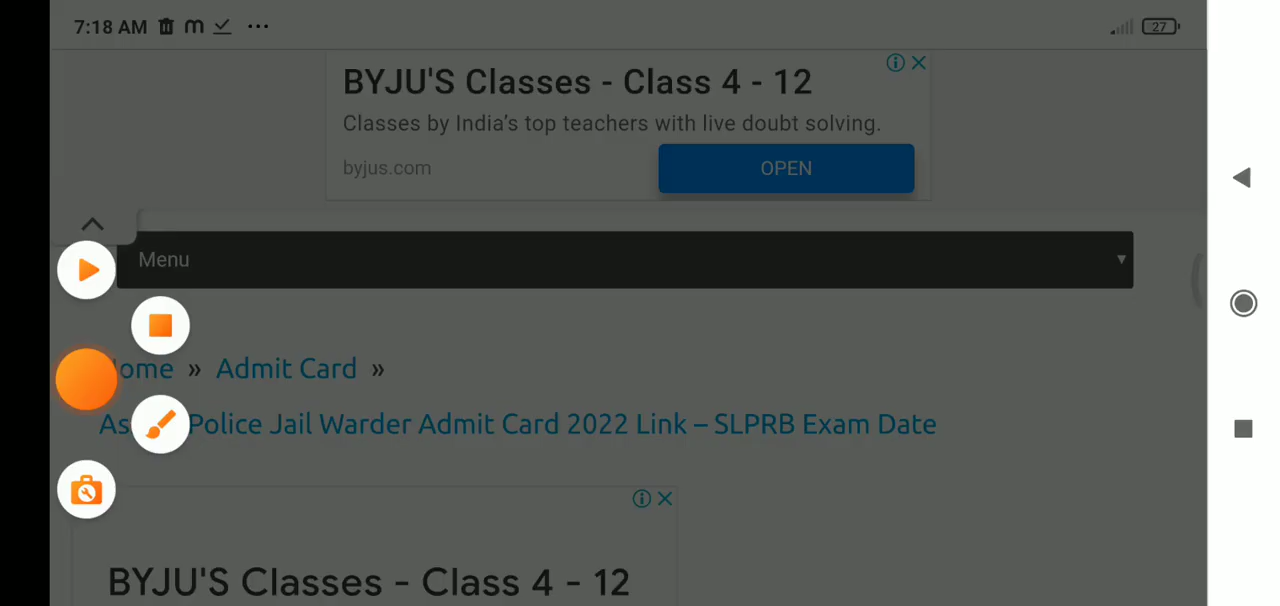 7:18 AM
27
BYJU'S Classes - Class 4 - 12
Classes by India's top teachers with live doubt solving.
byjus.com
OPEN
Menu
ome » Admit Card »
As Police Jail Warder Admit Card 2022 Link – SLPRB Exam Date
BYJU'S Classes - Class 4 - 12